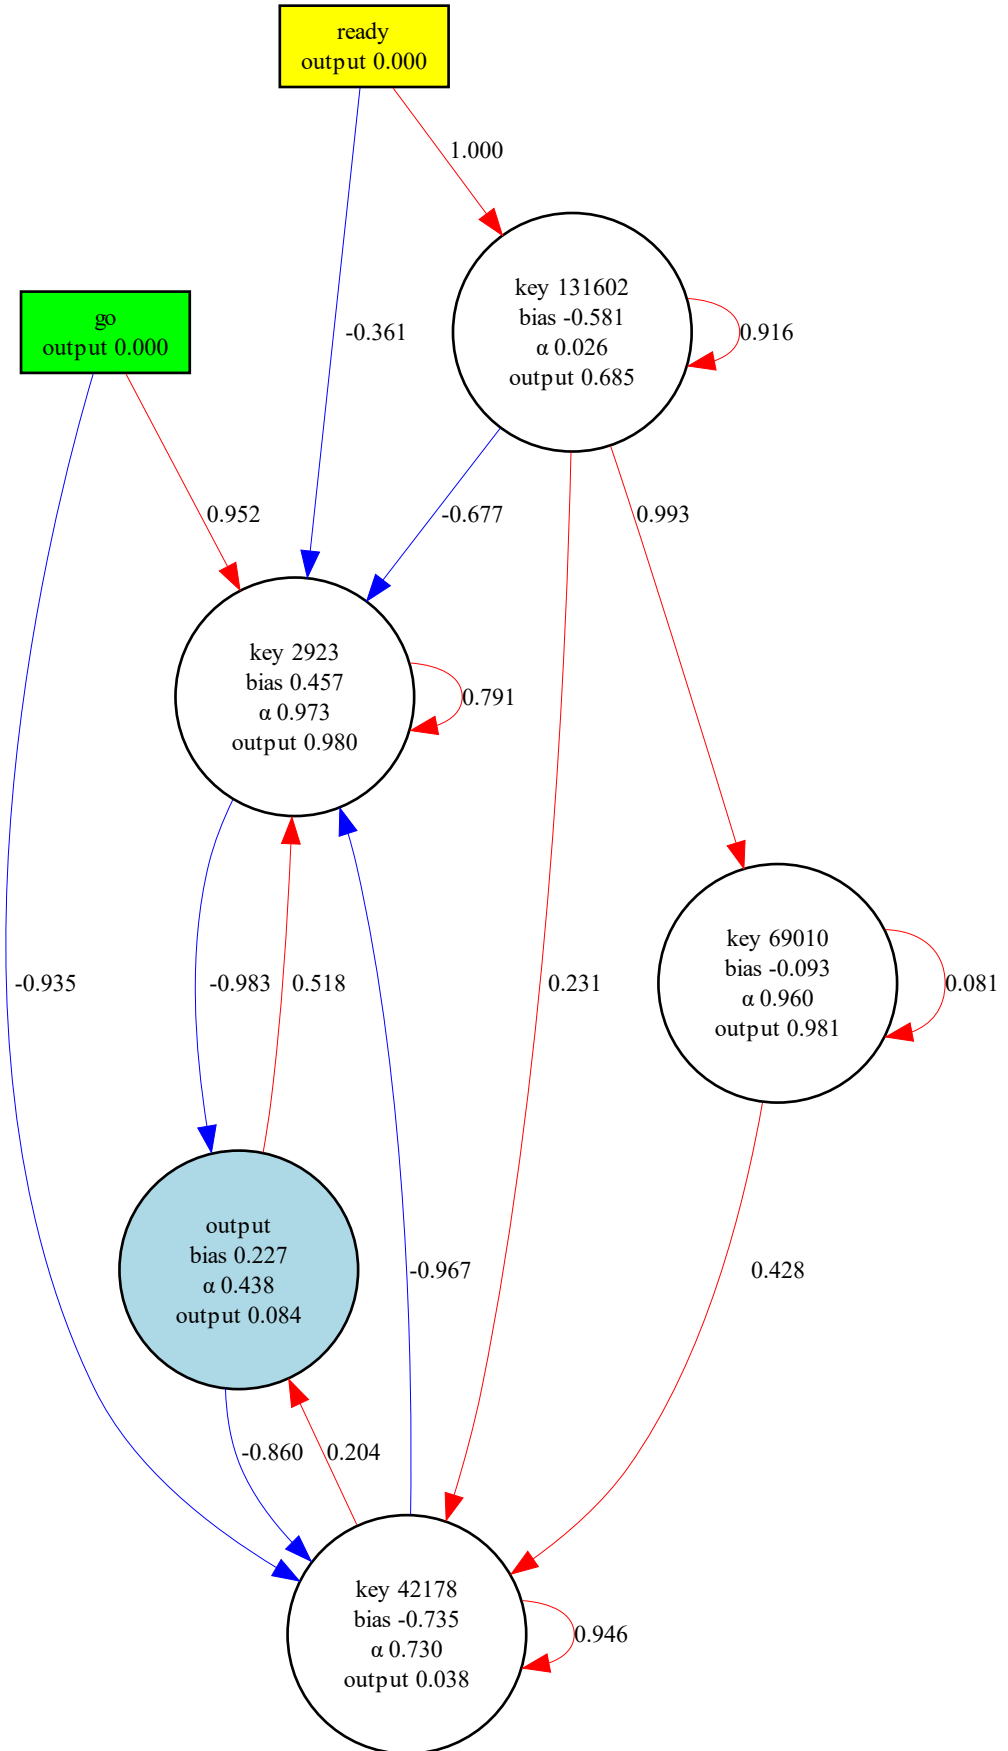 ready
output 0.000
1.000
key 131602
bias -0.581
α 0.026
output 0.685
0.916
go
output 0.000
-0.361
0.952
-0.677
0.993
key 2923
bias 0.457
α 0.973
output 0.980
0.791
key 69010
bias -0.093
α 0.960
output 0.981
0.081
-0.935
-0.983
0.518
0.231
output
bias 0.227
α 0.438
output 0.084
-0.967
0.428
-0.860
0.204
key 42178
bias -0.735
α 0.730
output 0.038
0.946